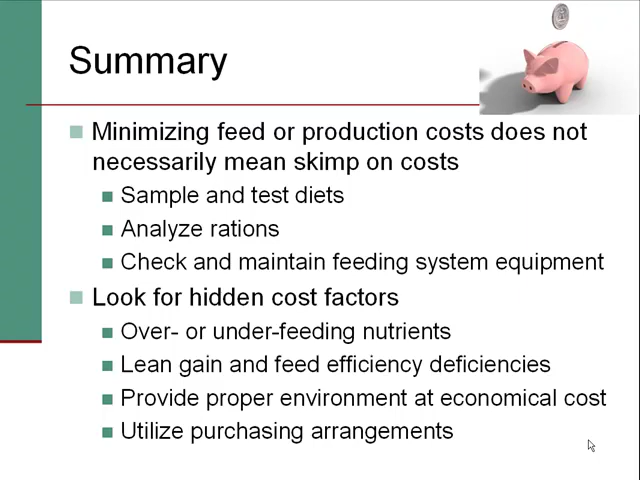 Summary
Minimizing feed or production costs does not
necessarily mean skimp on costs
Sample and test diets
Analyze rations
Check and maintain feeding system equipment
Look for hidden cost factors
Over- or under-feeding nutrients
Lean gain and feed efficiency deficiencies
Provide proper environment at economical cost
Utilize purchasing arrangements